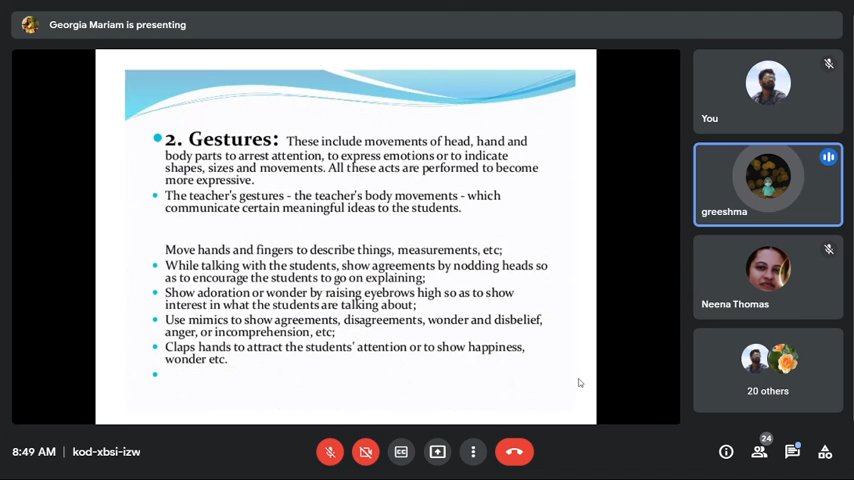 Georgia Mariam is presenting
2. Gestures: These include movements of head, hand and
body parts to arrest attention, to express emotions or to indicate
shapes, sizes and movements. All these acts are performed to become
more expressive.
The teacher's gestures - the teacher's body movements - which
communicate certain meaningful ideas to the students.
Move hands and fingers to describe things, measurements, etc;
While talking with the students, show agreements by nodding heads so
as to encourage the students to go on explaining;
Show adoration or wonder by raising eyebrows high so as to show
interest in what the students are talking about;
Use mimics to show agreements, disagreements, wonder and disbelief,
anger, or incomprehension, etc;
Claps hands to attract the students' attention or to show happiness,
wonder etc.
You
greeshma
Neena Thomas
20 others
8:49 AM | kod-xbsi-izw
CC
24